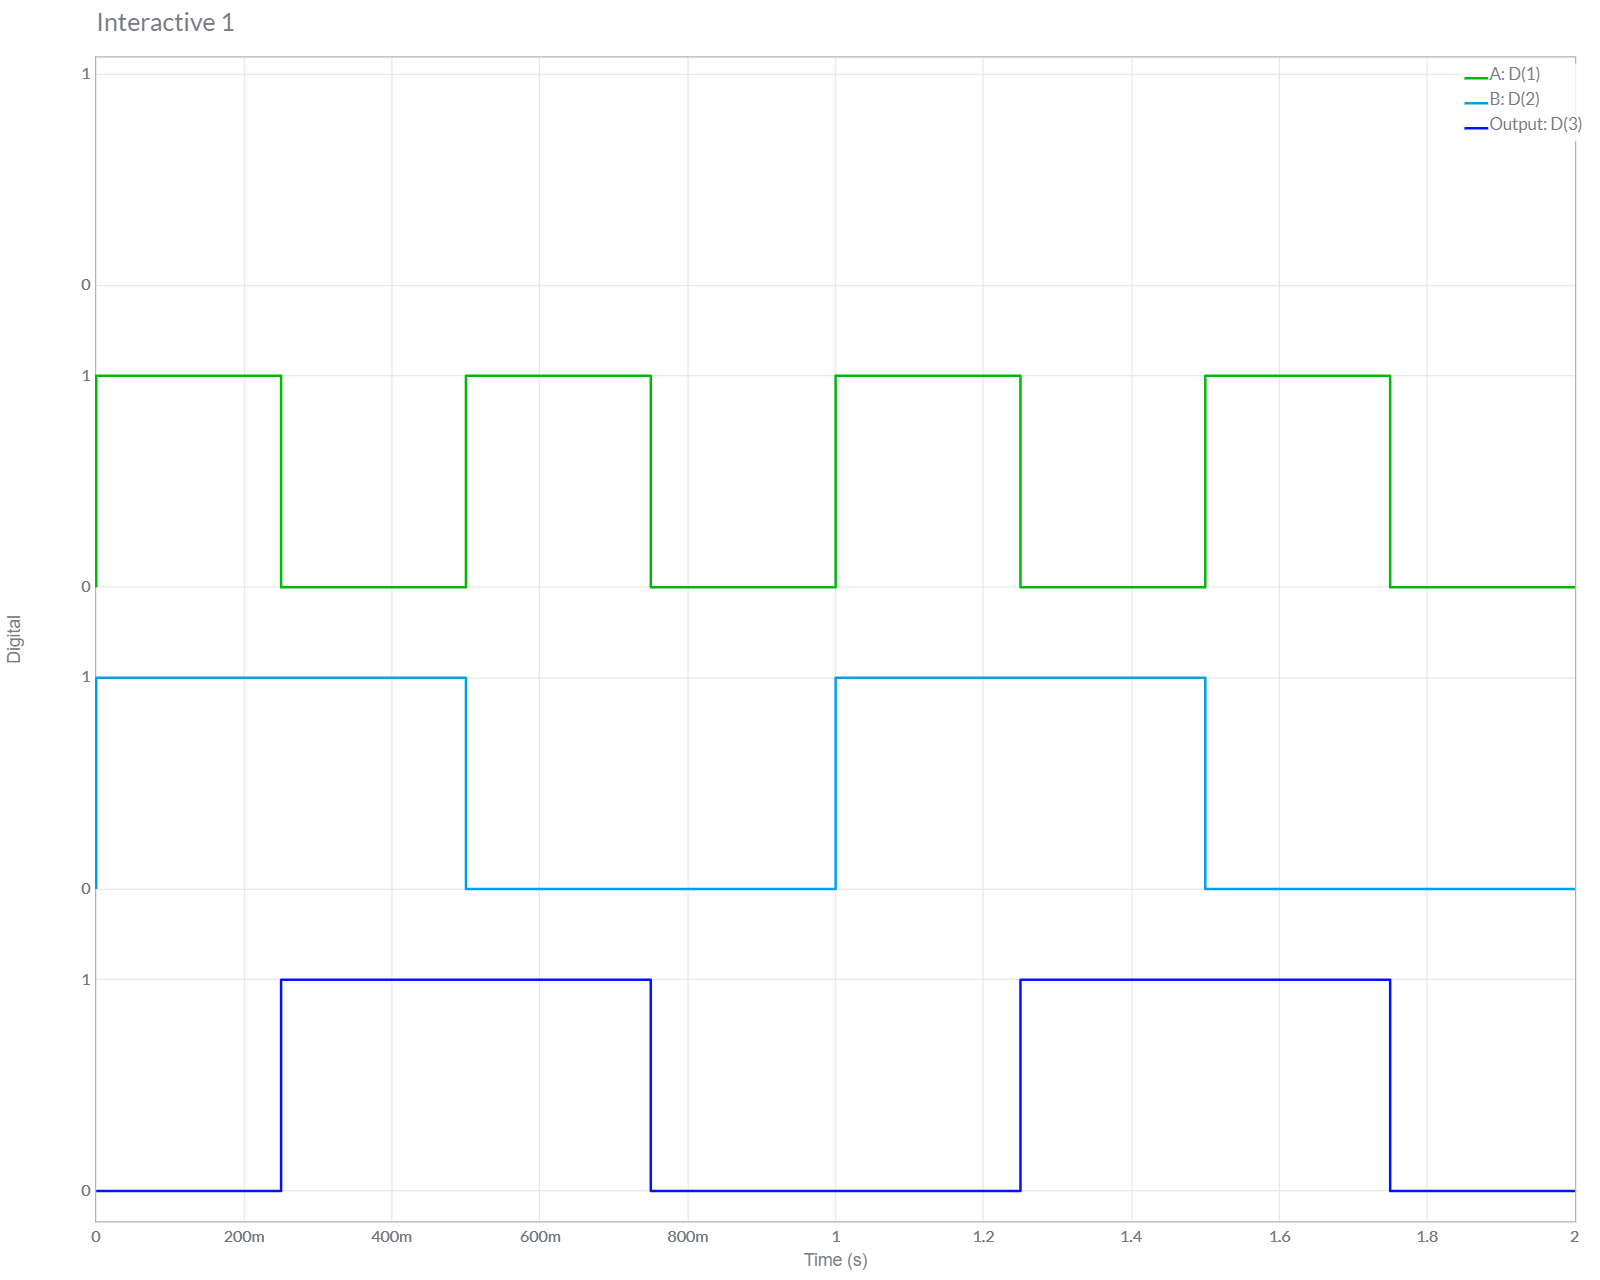 Interactive 1
A: D(1)
B: D(2)
Output: D(3)
1
0
1
0
Digital
1
0
1
0
0 200m 400m 600m 800m 1 1.2 1.4 1.6 1.8 2
Time (s)